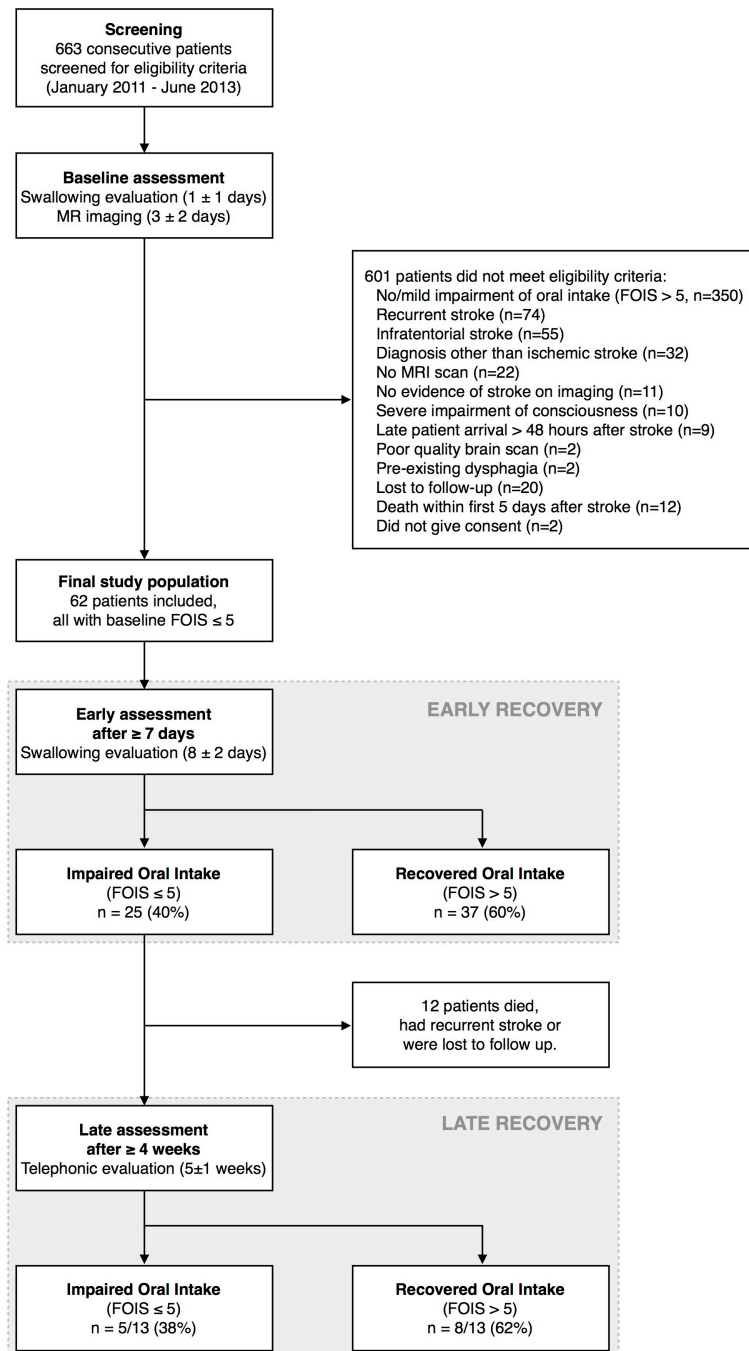 Screening
663 consecutive patients
screened for eligibility criteria
(January 2011 - June 2013)
Baseline assessment
Swallowing evaluation (1 ± 1 days)
MR imaging (3 ± 2 days)
601 patients did not meet eligibility criteria:
No/mild impairment of oral intake (FOIS > 5, n=350)
Recurrent stroke (n=74)
Infratentorial stroke (n=55)
Diagnosis other than ischemic stroke (n=32)
No MRI scan (n=22)
No evidence of stroke on imaging (n=11)
Severe impairment of consciousness (n=10)
Late patient arrival > 48 hours after stroke (n=9)
Poor quality brain scan (n=2)
Pre-existing dysphagia (n=2)
Lost to follow-up (n=20)
Death within first 5 days after stroke (n=12)
Did not give consent (n=2)
Final study population
62 patients included,
all with baseline FOIS ≤ 5
EARLY RECOVERY
Early assessment
after ≥ 7 days
Swallowing evaluation (8 ± 2 days)
Impaired Oral Intake
(FOIS ≤ 5)
n = 25 (40%)
Recovered Oral Intake
(FOIS > 5)
n = 37 (60%)
12 patients died,
had recurrent stroke or
were lost to follow up.
LATE RECOVERY
Late assessment
after ≥ 4 weeks
Telephonic evaluation (5±1 weeks)
Impaired Oral Intake
(FOIS ≤ 5)
n = 5/13 (38%)
Recovered Oral Intake
(FOIS > 5)
n = 8/13 (62%)